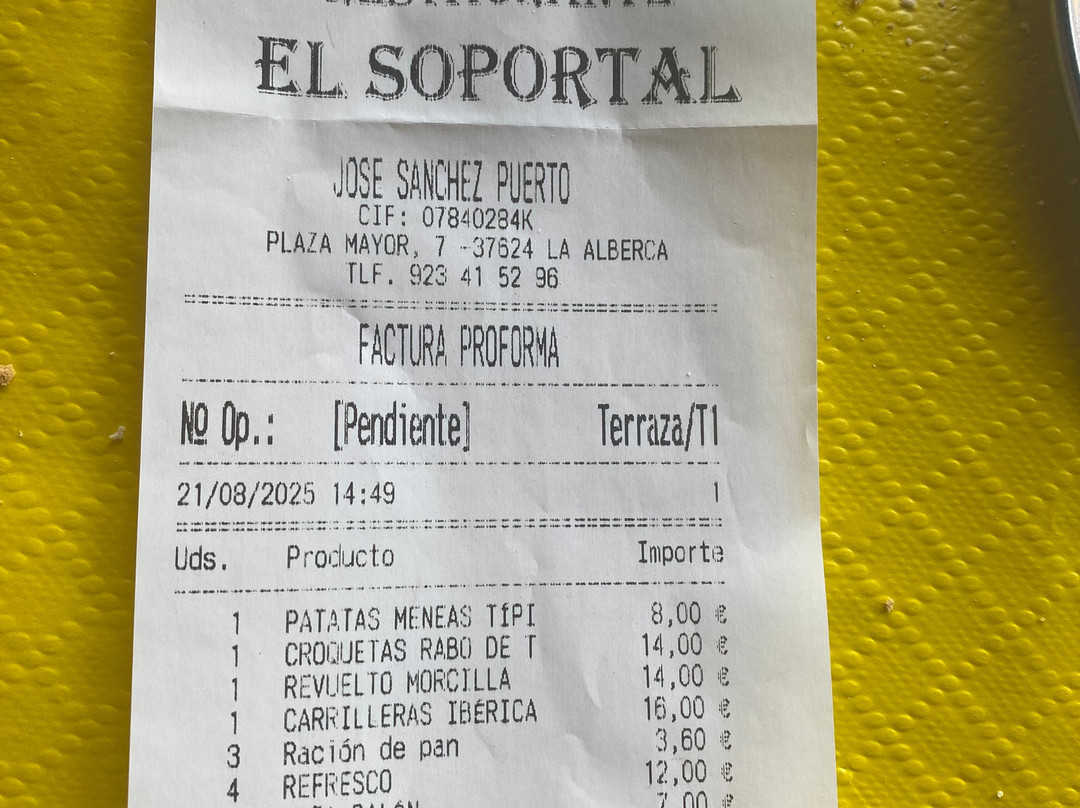 RESTAURANTE
EL SOPORTAL
JOSE SANCHEZ PUERTO
CIF: 07840284K
PLAZA MAYOR, 7 -37624 LA ALBERCA
TLF. 923 41 52 96
FACTURA PROFORMA
Nº Op.: [Pendiente] Terraza/T1
21/08/2025 14:49 1
Uds. Producto Importe
1 PATATAS MENEAS TíPI 8,00 €
1 CROQUETAS RABO DE T 14,00 €
1 REVUELTO MORCILLA 14,00 €
1 CARRILLERAS IBÉRICA 16,00 €
3 Ración de pan 3,60 €
4 REFRESCO 12,00 €
7,00 €